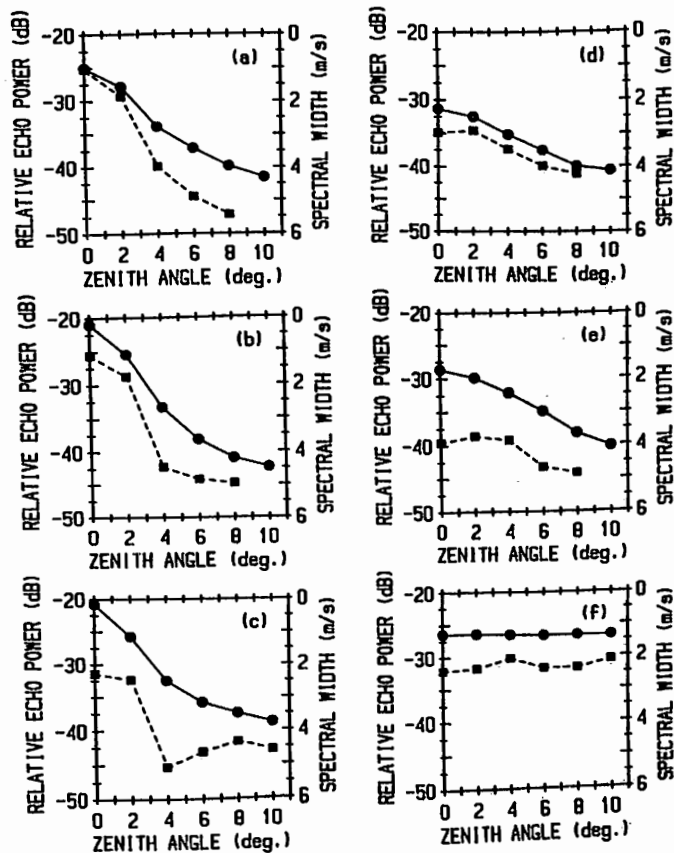 RELATIVE ECHO POWER (dB)
-20
-30
-40
-50
(a)
0
2
4
6
SPECTRAL WIDTH (m/s)
0 2 4 6 8 10
ZENITH ANGLE (deg.)
RELATIVE ECHO POWER (dB)
-20
-30
-40
-50
(b)
0
2
4
6
SPECTRAL WIDTH (m/s)
0 2 4 6 8 10
ZENITH ANGLE (deg.)
RELATIVE ECHO POWER (dB)
-20
-30
-40
-50
(c)
0
2
4
6
SPECTRAL WIDTH (m/s)
0 2 4 6 8 10
ZENITH ANGLE (deg.)
RELATIVE ECHO POWER (dB)
-20
-30
-40
-50
(d)
0
2
4
6
SPECTRAL WIDTH (m/s)
0 2 4 6 8 10
ZENITH ANGLE (deg.)
RELATIVE ECHO POWER (dB)
-20
-30
-40
-50
(e)
0
2
4
6
SPECTRAL WIDTH (m/s)
0 2 4 6 8 10
ZENITH ANGLE (deg.)
RELATIVE ECHO POWER (dB)
-20
-30
-40
-50
(f)
0
2
4
6
SPECTRAL WIDTH (m/s)
0 2 4 6 8 10
ZENITH ANGLE (deg.)